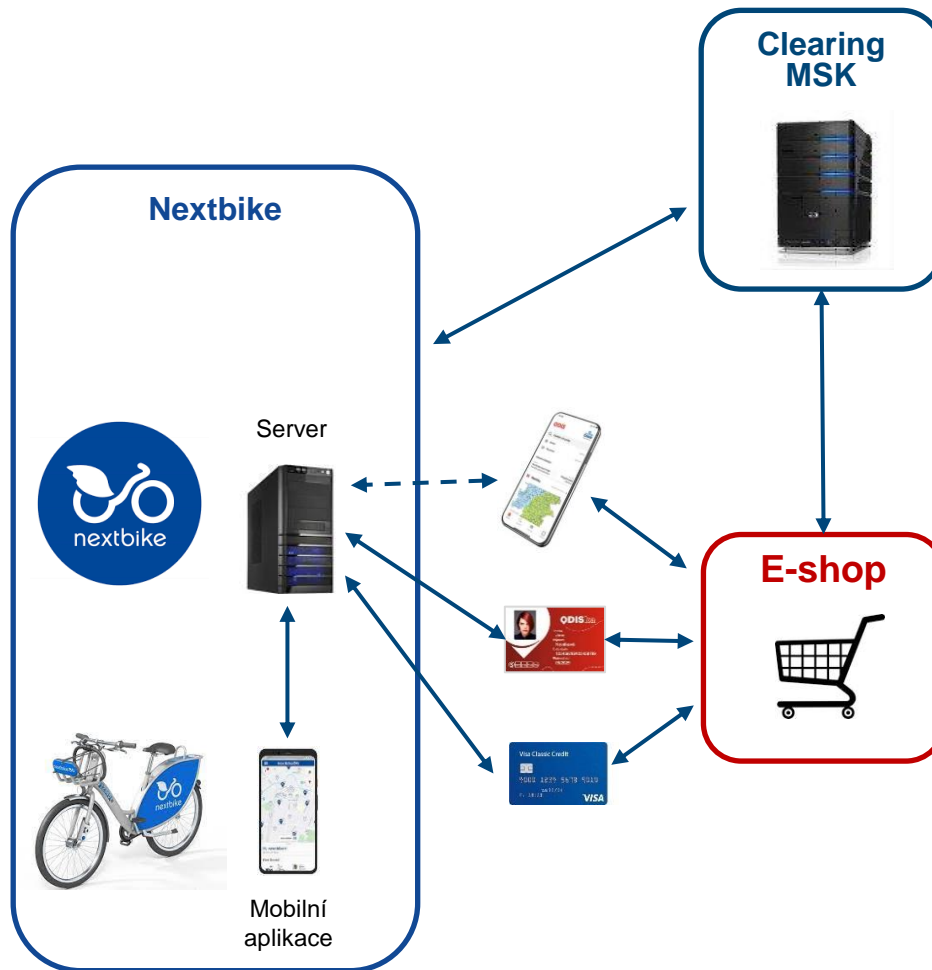 Clearing
MSK
Nextbike
Server
nextbike
E-shop
ODIS
Visa Classic Credit
VISA
nextbike
Mobilní
aplikace